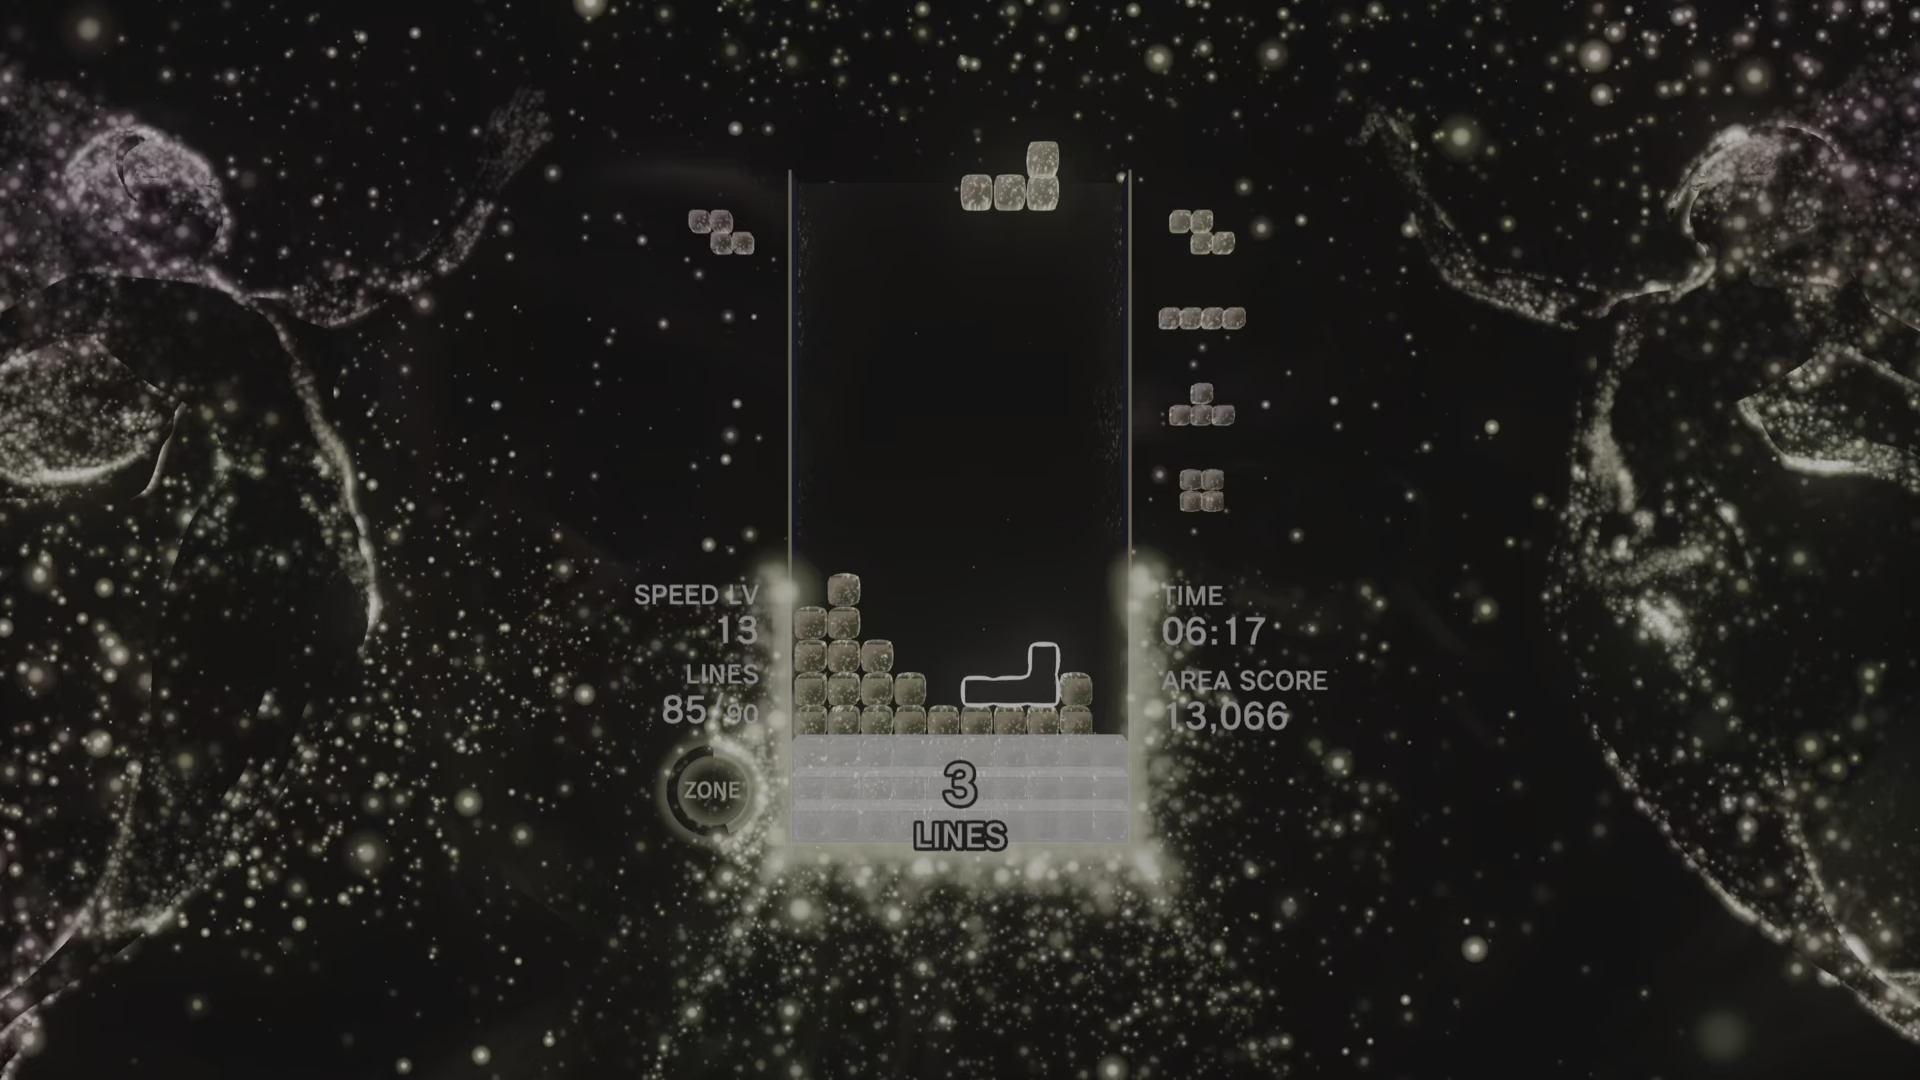 SPEED LV
13
LINES
85/90
ZONE
TIME
06:17
AREA SCORE
13,066
3
LINES